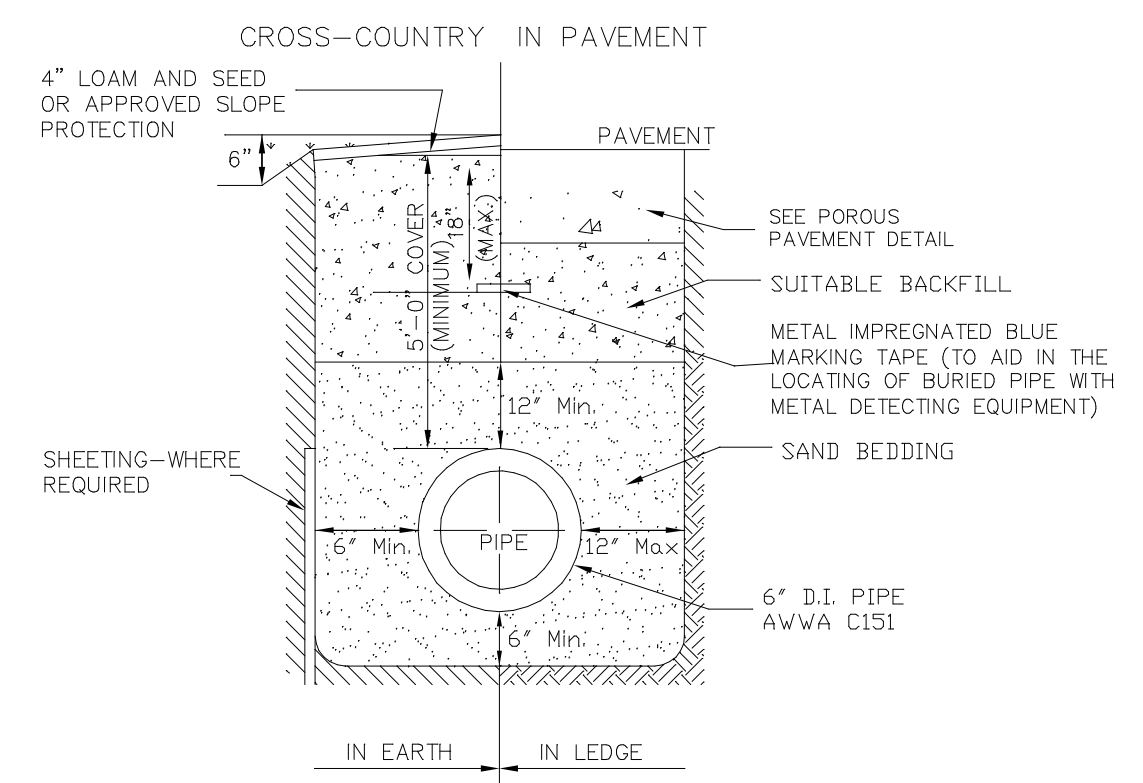 CROSS-COUNTRY IN PAVEMENT
4" LOAM AND SEED
OR APPROVED SLOPE
PROTECTION
6"
PAVEMENT
5'-0" COVER
(MINIMUM)
18"
(MAX.)
SEE POROUS
PAVEMENT DETAIL
SUITABLE BACKFILL
METAL IMPREGNATED BLUE
MARKING TAPE (TO AID IN THE
LOCATING OF BURIED PIPE WITH
METAL DETECTING EQUIPMENT)
12" Min.
SAND BEDDING
SHEETING-WHERE
REQUIRED
6" Min.
PIPE
12" Max
6" D.I. PIPE
AWWA C151
6" Min.
IN EARTH
IN LEDGE